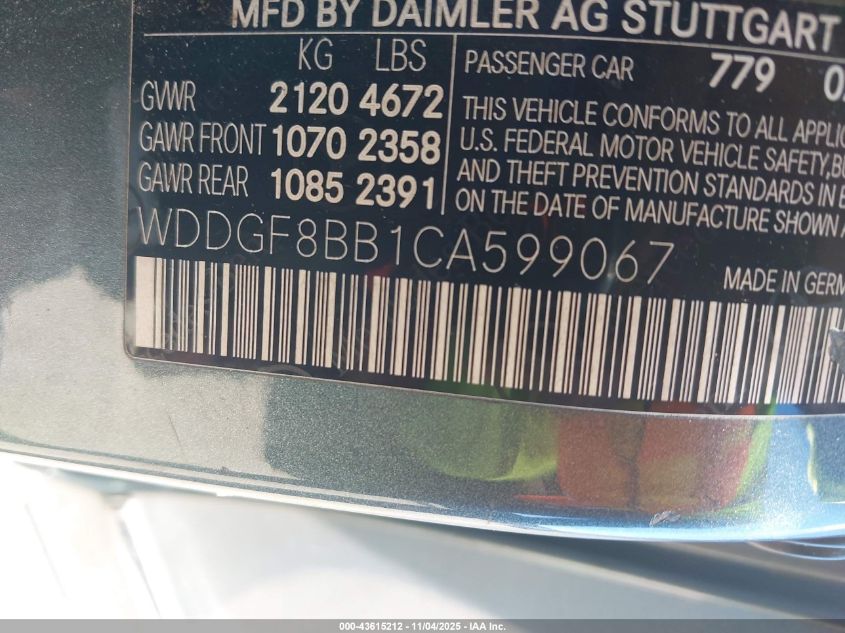 MFD BY DAIMLER AG STUTTGART
KG LBS
GVWR 2120 4672
GAWR FRONT 1070 2358
GAWR REAR 1085 2391
PASSENGER CAR 779
THIS VEHICLE CONFORMS TO ALL
U.S. FEDERAL MOTOR VEHICLE SAFETY,
AND THEFT PREVENTION STANDARDS IN
ON THE DATE OF MANUFACTURE SHOWN
WDDGF8BB1CA599067
MADE IN
000-43615212 - 11/04/2025 - IAA Inc.